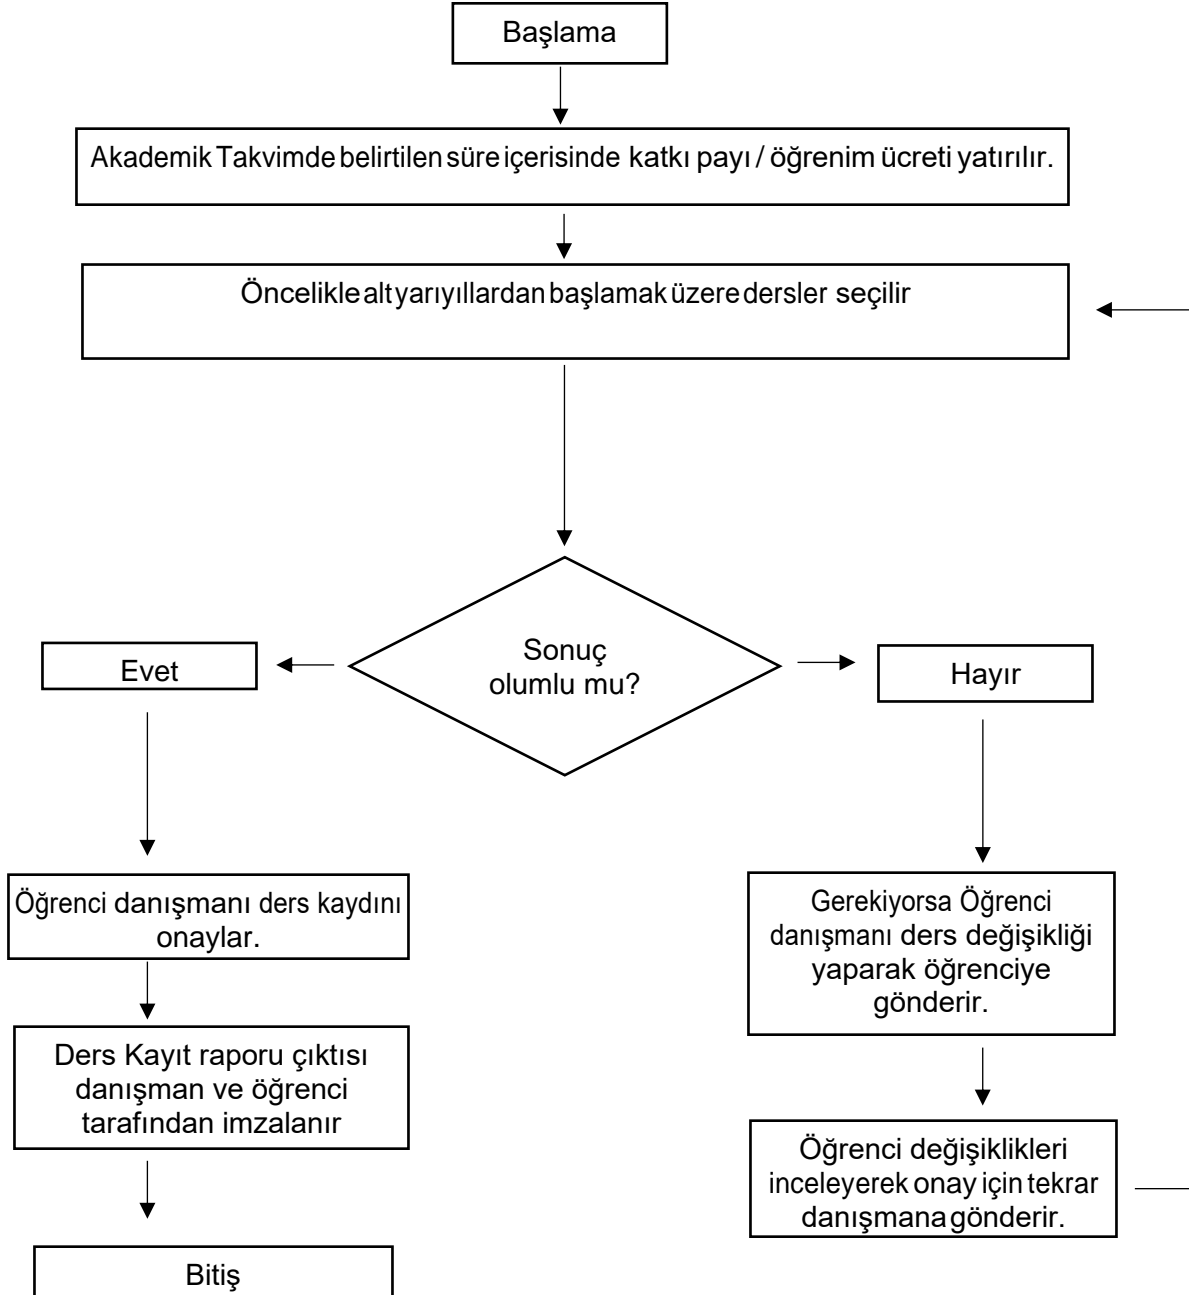 Başlama
Akademik Takvimde belirtilen süre içerisinde katkı payı / öğrenim ücreti yatırılır.
Öncelikle alt yarıyıllardan başlamak üzere dersler seçilir
Sonuç
olumlu mu?
Evet
Hayır
Öğrenci danışmanı ders kaydını
onaylar.
Gerekiyorsa Öğrenci
danışmanı ders değişikliği
yaparak öğrenciye
gönderir.
Ders Kayıt raporu çıktısı
danışman ve öğrenci
tarafından imzalanır
Öğrenci değişiklikleri
inceleyerek onay için tekrar
danışmana gönderir.
Bitiş